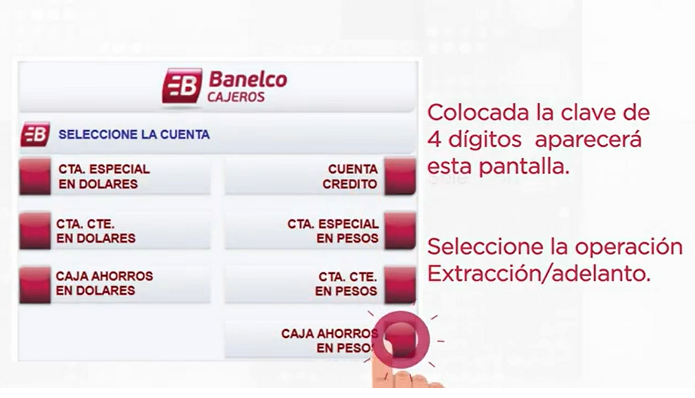 Banelco
CAJEROS
SELECCIONE LA CUENTA
CTA. ESPECIAL
EN DOLARES
CUENTA
CREDITO
CTA. CTE.
EN DOLARES
CTA. ESPECIAL
EN PESOS
CAJA AHORROS
EN DOLARES
CTA. CTE.
EN PESOS
CAJA AHORROS
EN PESOS
Colocada la clave de
4 dígitos aparecerá
esta pantalla.
Seleccione la operación
Extracción/adelanto.